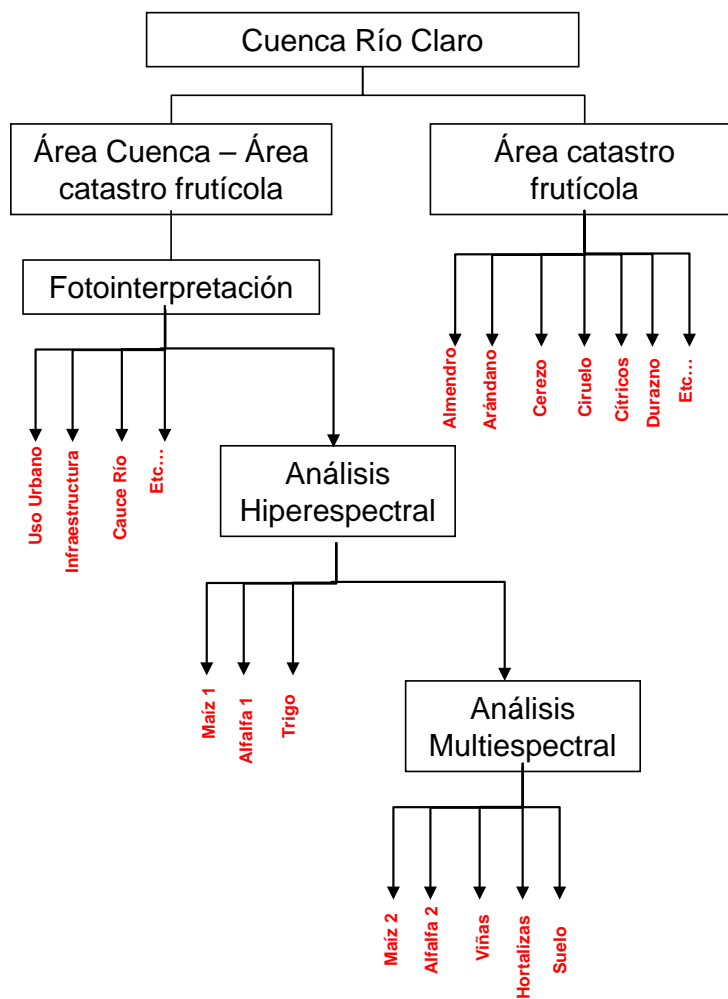 Cuenca Río Claro
Área Cuenca – Área
catastro frutícola
Área catastro
frutícola
Fotointerpretación
Almendro
Arándano
Cerezo
Ciruelo
Cítricos
Durazno
Etc...
Uso Urbano
Infraestructura
Cauce Río
Etc...
Análisis
Hiperespectral
Maíz 1
Alfalfa 1
Trigo
Análisis
Multiespectral
Maíz 2
Alfalfa 2
Viñas
Hortalizas
Suelo